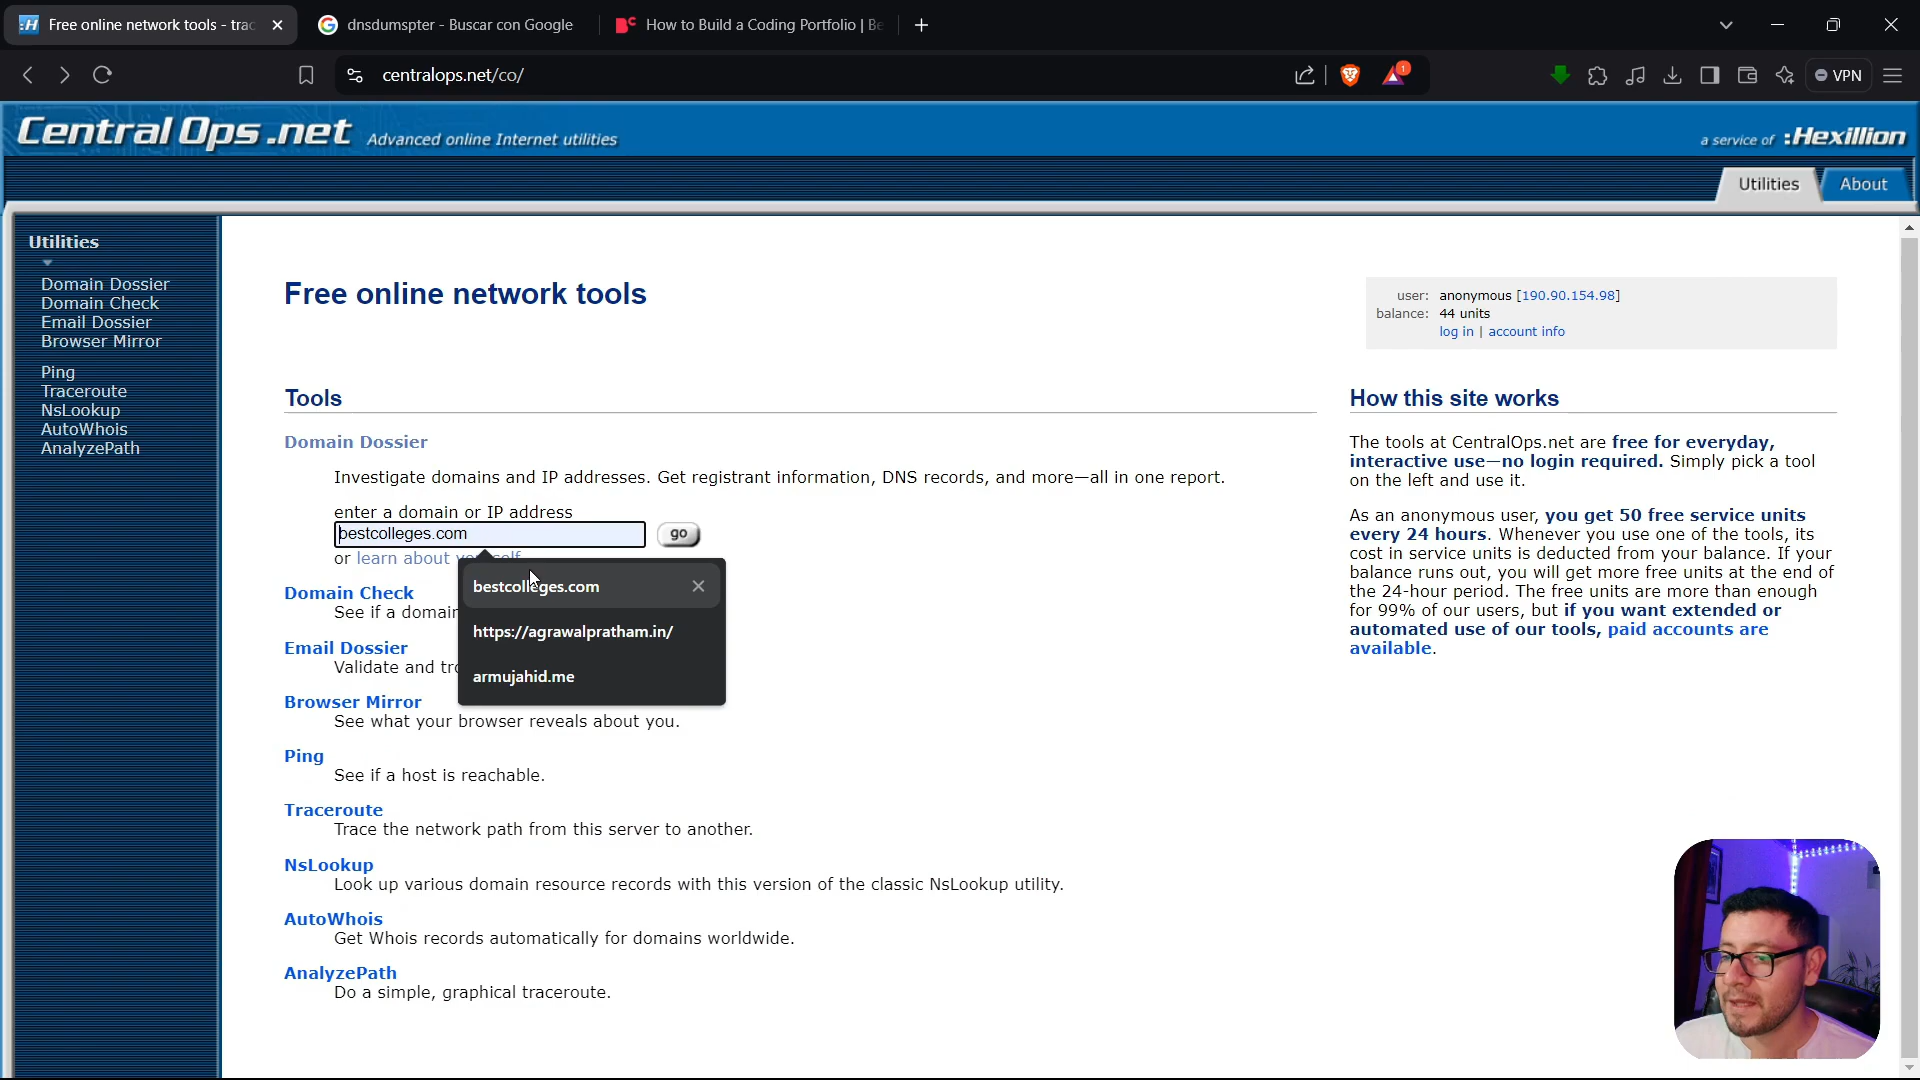 Free online network tools - trac
dnsdumspter - Buscar con Google
How to Build a Coding Portfolio | Be
centralops.net/co/
1
VPN
Central Ops .net Advanced online Internet utilities
a service of :Hexillion
Utilities
About
Utilities
Domain Dossier
Domain Check
Email Dossier
Browser Mirror
Ping
Traceroute
NsLookup
AutoWhois
AnalyzePath
Free online network tools
user: anonymous [190.90.154.98]
balance: 44 units
log in | account info
Tools
Domain Dossier
Investigate domains and IP addresses. Get registrant information, DNS records, and more—all in one report.
enter a domain or IP address
bestcolleges.com
go
or learn about yourself
bestcolleges.com
https://agrawalpratham.in/
armujahid.me
Domain Check
See if a domain
Email Dossier
Validate and tro
Browser Mirror
See what your browser reveals about you.
Ping
See if a host is reachable.
Traceroute
Trace the network path from this server to another.
NsLookup
Look up various domain resource records with this version of the classic NsLookup utility.
AutoWhois
Get Whois records automatically for domains worldwide.
AnalyzePath
Do a simple, graphical traceroute.
How this site works
The tools at CentralOps.net are free for everyday,
interactive use—no login required. Simply pick a tool
on the left and use it.
As an anonymous user, you get 50 free service units
every 24 hours. Whenever you use one of the tools, its
cost in service units is deducted from your balance. If your
balance runs out, you will get more free units at the end of
the 24-hour period. The free units are more than enough
for 99% of our users, but if you want extended or
automated use of our tools, paid accounts are
available.